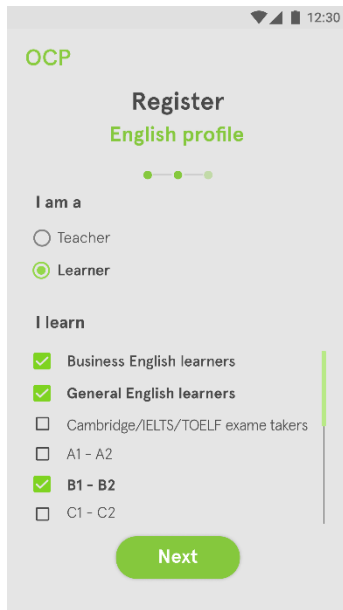 12:30
OCP
Register
English profile
I am a
Teacher
Learner
I learn
Business English learners
General English learners
Cambridge/IELTS/TOELF exame takers
A1 - A2
B1 - B2
C1 - C2
Next